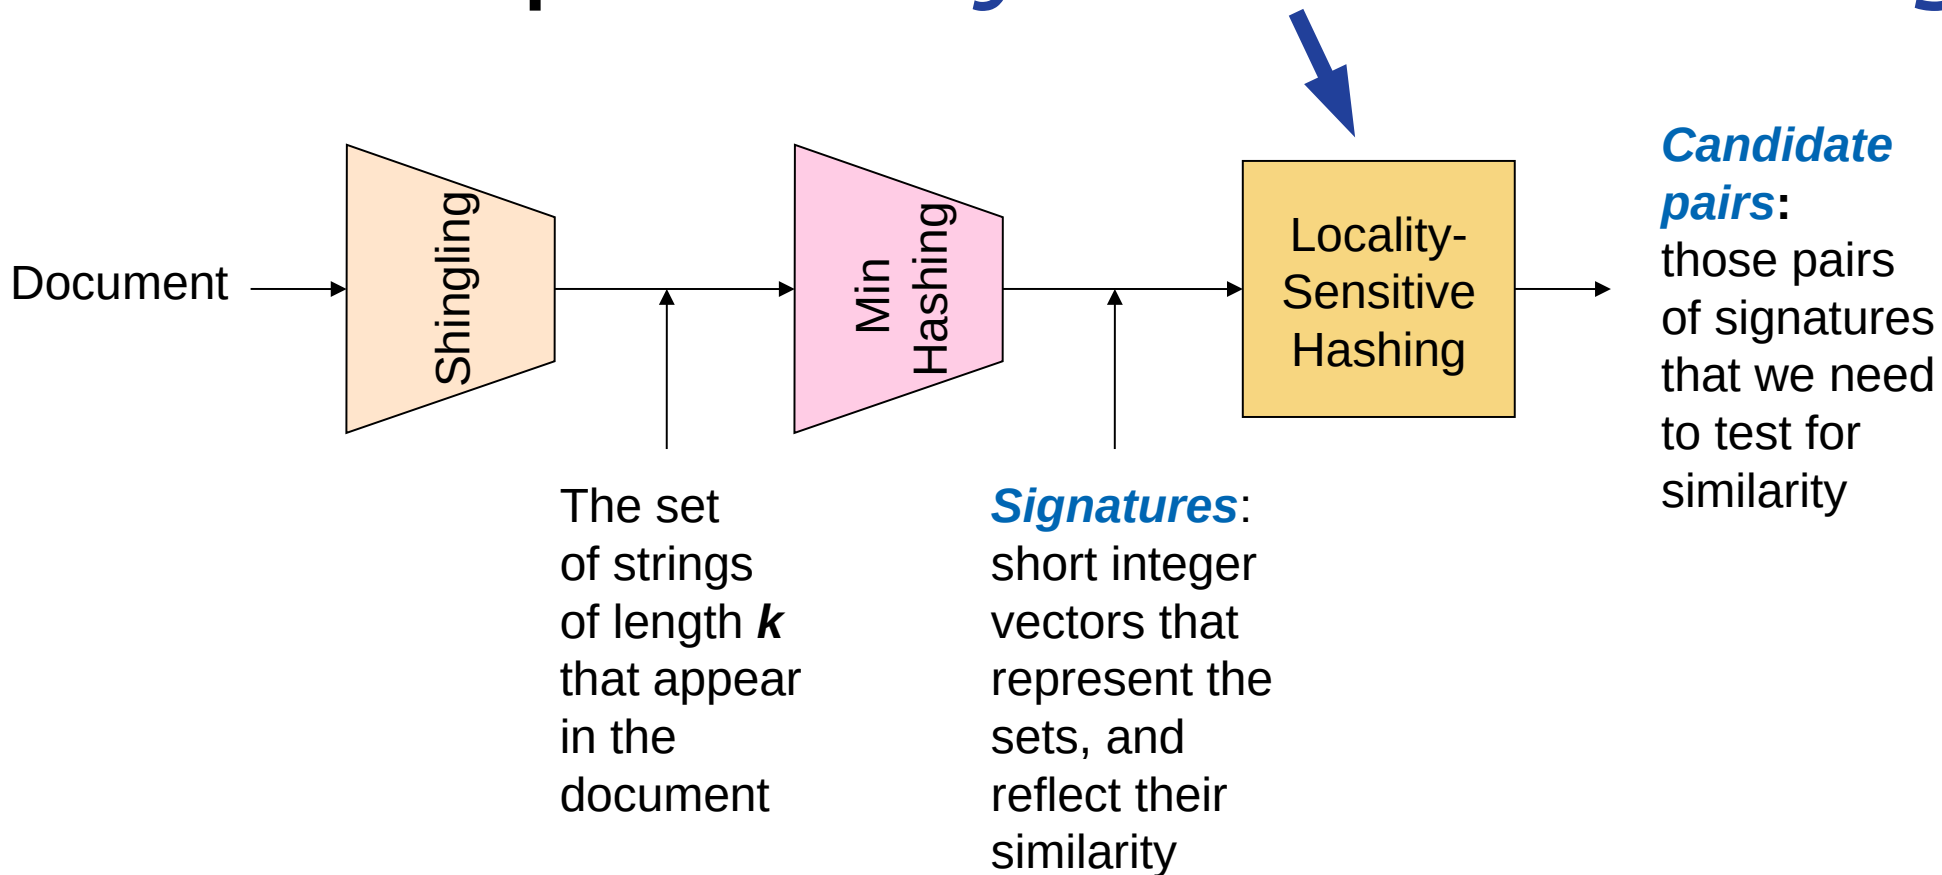 Document
Shingling
Min
Hashing
Locality-
Sensitive
Hashing
Candidate
pairs:
those pairs
of signatures
that we need
to test for
similarity
The set
of strings
of length k
that appear
in the
document
Signatures:
short integer
vectors that
represent the
sets, and
reflect their
similarity